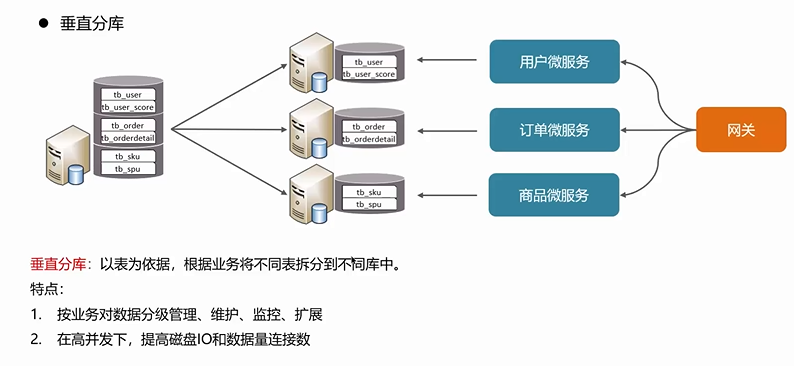 ● 垂直分库
tb_user
tb_user_score
tb_order
tb_orderdetail
tb_sku
tb_spu
tb_user
tb_user_score
tb_order
tb_orderdetail
tb_sku
tb_spu
用户微服务
订单微服务
商品微服务
网关
垂直分库：以表为依据，根据业务将不同表拆分到不同库中。
特点：
1. 按业务对数据分级管理、维护、监控、扩展
2. 在高并发下，提高磁盘IO和数据量连接数